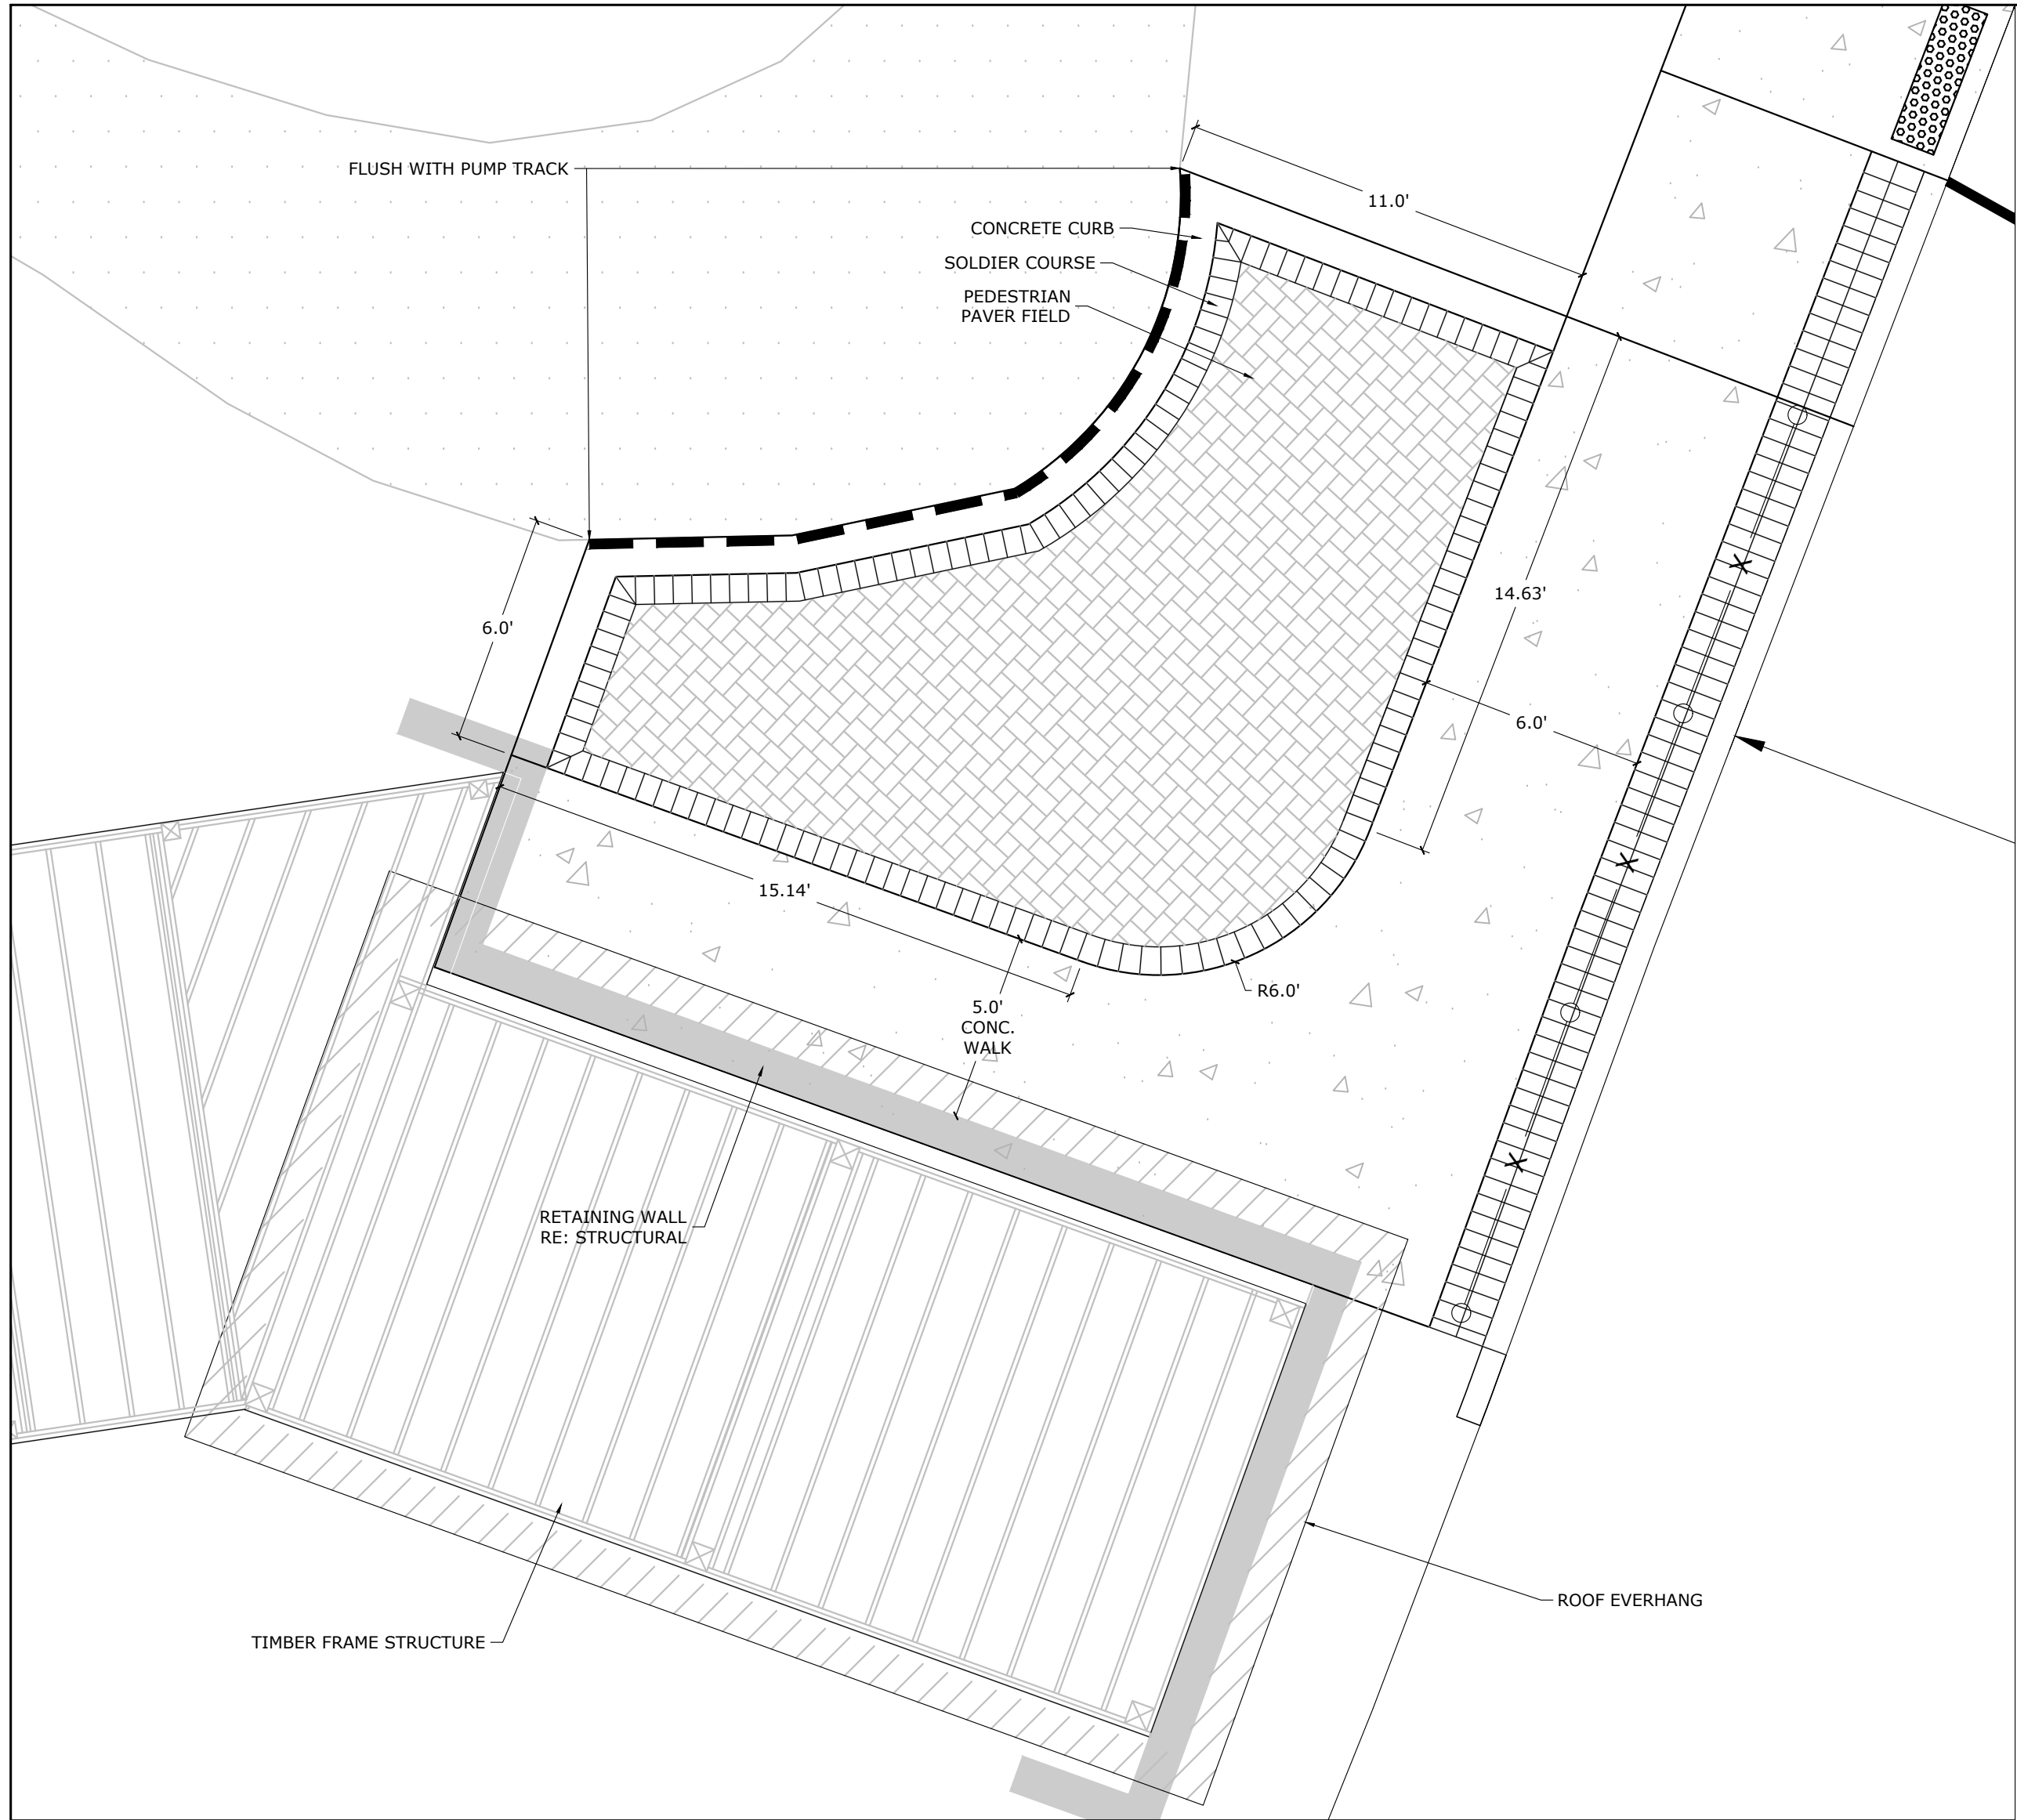 FLUSH WITH PUMP TRACK
11.0'
CONCRETE CURB
SOLDIER COURSE
PEDESTRIAN
PAVER FIELD
14.63'
6.0'
6.0'
15.14'
R6.0'
5.0'
CONC.
WALK
X
X
X
RETAINING WALL
RE: STRUCTURAL
ROOF EVERHANG
TIMBER FRAME STRUCTURE